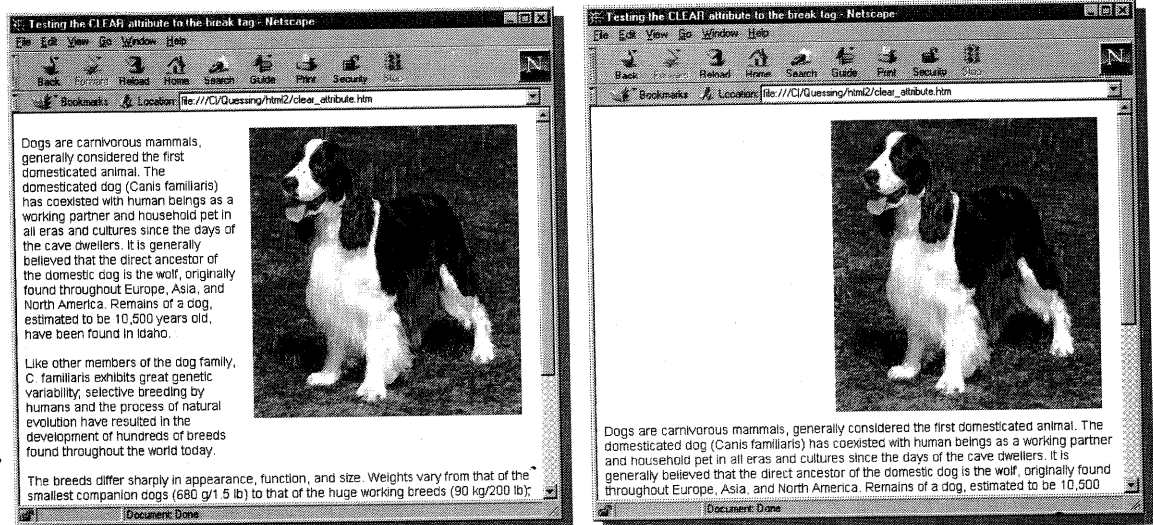 Testing the CLEAR attribute to the break tag - Netscape
File Edit View Go Window Help
Back Forward Reload Home Search Guide Print Security Stop
N
Bookmarks Location: file:///C|/Quessing/html2/clear_attribute.htm
Dogs are carnivorous mammals,
generally considered the first
domesticated animal. The
domesticated dog (Canis familiaris)
has coexisted with human beings as a
working partner and household pet in
all eras and cultures since the days of
the cave dwellers. It is generally
believed that the direct ancestor of
the domestic dog is the wolf, originally
found throughout Europe, Asia, and
North America. Remains of a dog,
estimated to be 10,500 years old,
have been found in Idaho.
Like other members of the dog family,
C. familiaris exhibits great genetic
variability; selective breeding by
humans and the process of natural
evolution have resulted in the
development of hundreds of breeds
found throughout the world today.
The breeds differ sharply in appearance, function, and size. Weights vary from that of the
smallest companion dogs (680 g/1.5 lb) to that of the huge working breeds (90 kg/200 lb);
Document: Done
Testing the CLEAR attribute to the break tag - Netscape
File Edit View Go Window Help
Back Forward Reload Home Search Guide Print Security Stop
N
Bookmarks Location: file:///C|/Quessing/html2/clear_attribute.htm
Dogs are carnivorous mammals, generally considered the first domesticated animal. The
domesticated dog (Canis familiaris) has coexisted with human beings as a working partner
and household pet in all eras and cultures since the days of the cave dwellers. It is
generally believed that the direct ancestor of the domestic dog is the wolf, originally found
throughout Europe, Asia, and North America. Remains of a dog, estimated to be 10,500
Document: Done